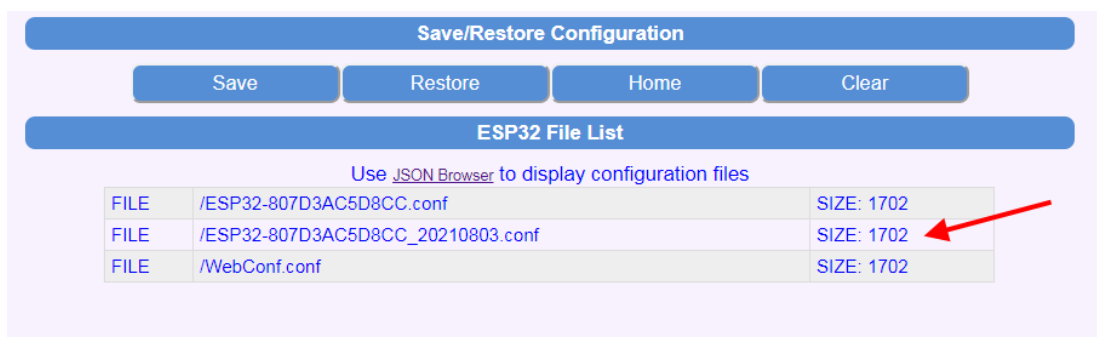 Save/Restore Configuration
Save Restore Home Clear
ESP32 File List
Use JSON Browser to display configuration files
FILE /ESP32-807D3AC5D8CC.conf SIZE: 1702
FILE /ESP32-807D3AC5D8CC_20210803.conf SIZE: 1702
FILE /WebConf.conf SIZE: 1702